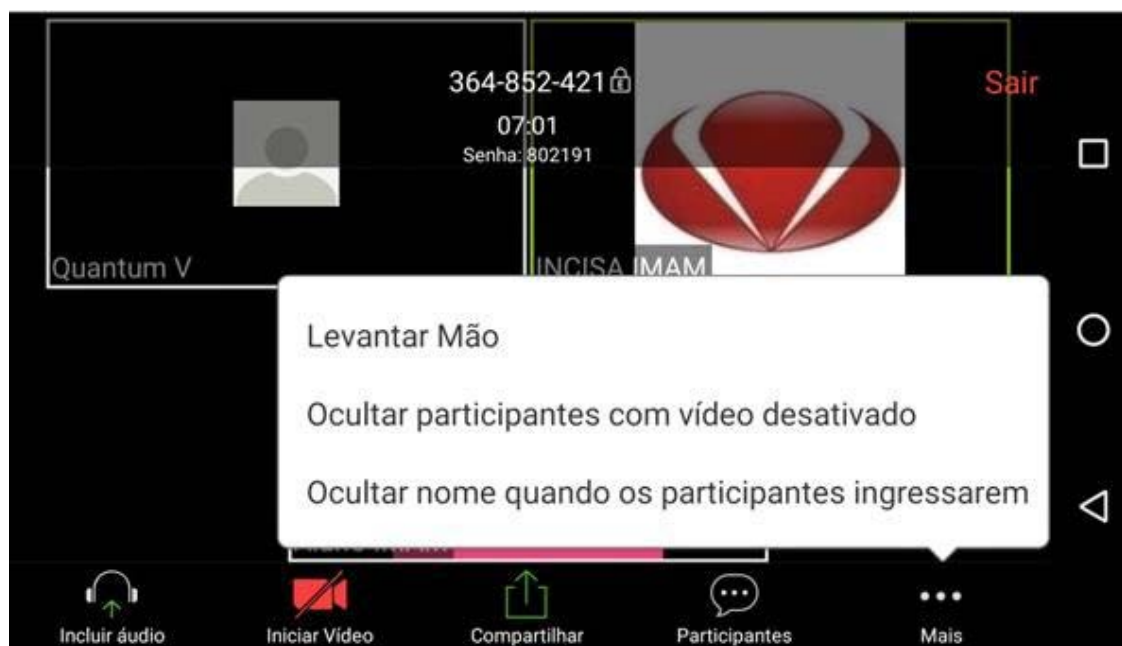 364-852-421
Sair
07:01
Senha: 802191
Quantum V
INCISA IMAM
Levantar Mão
Ocultar participantes com vídeo desativado
Ocultar nome quando os participantes ingressarem
Incluir áudio
Iniciar Vídeo
Compartilhar
Participantes
Mais